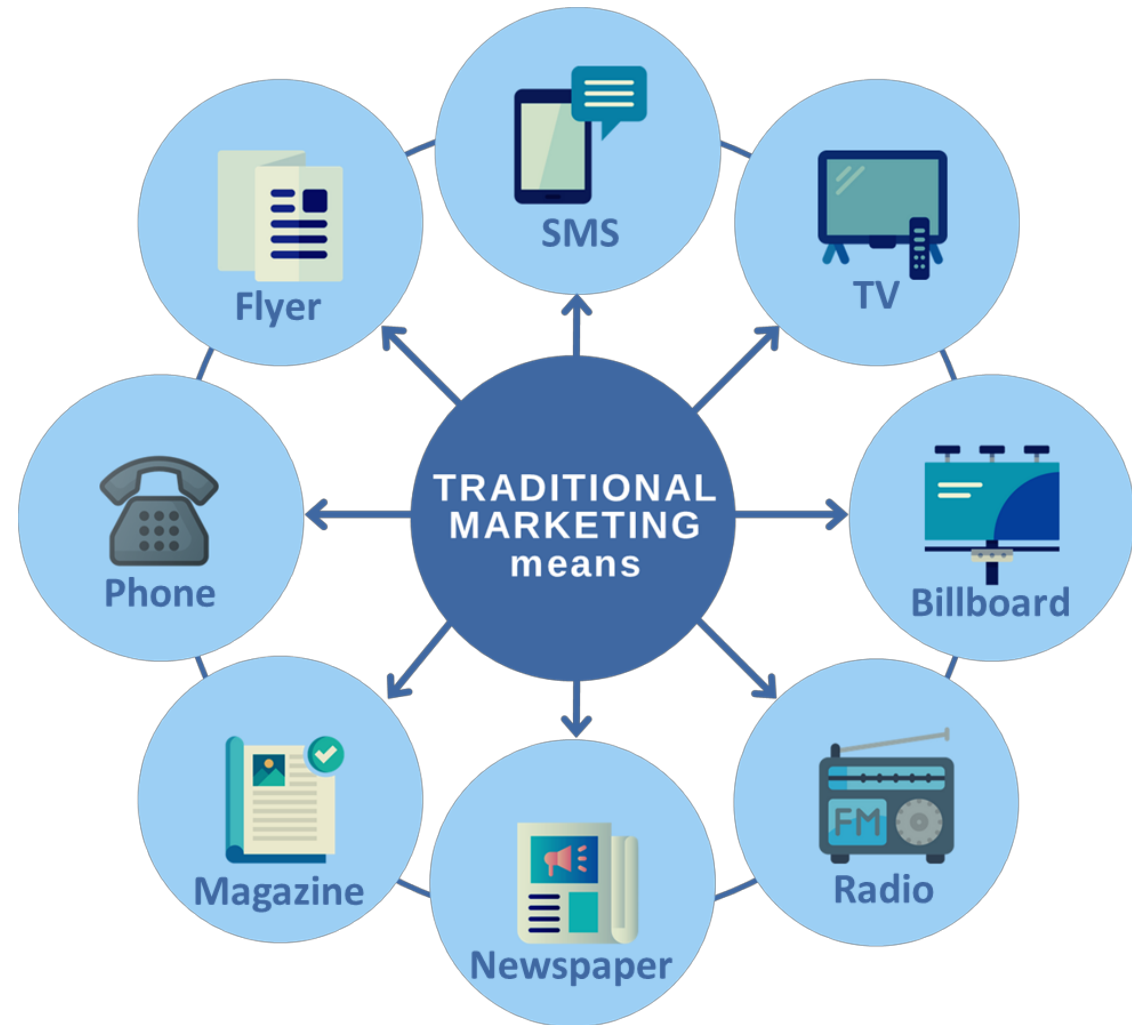 SMS
TV
Billboard
Radio
FM
Newspaper
Magazine
Phone
Flyer
TRADITIONAL
MARKETING
means